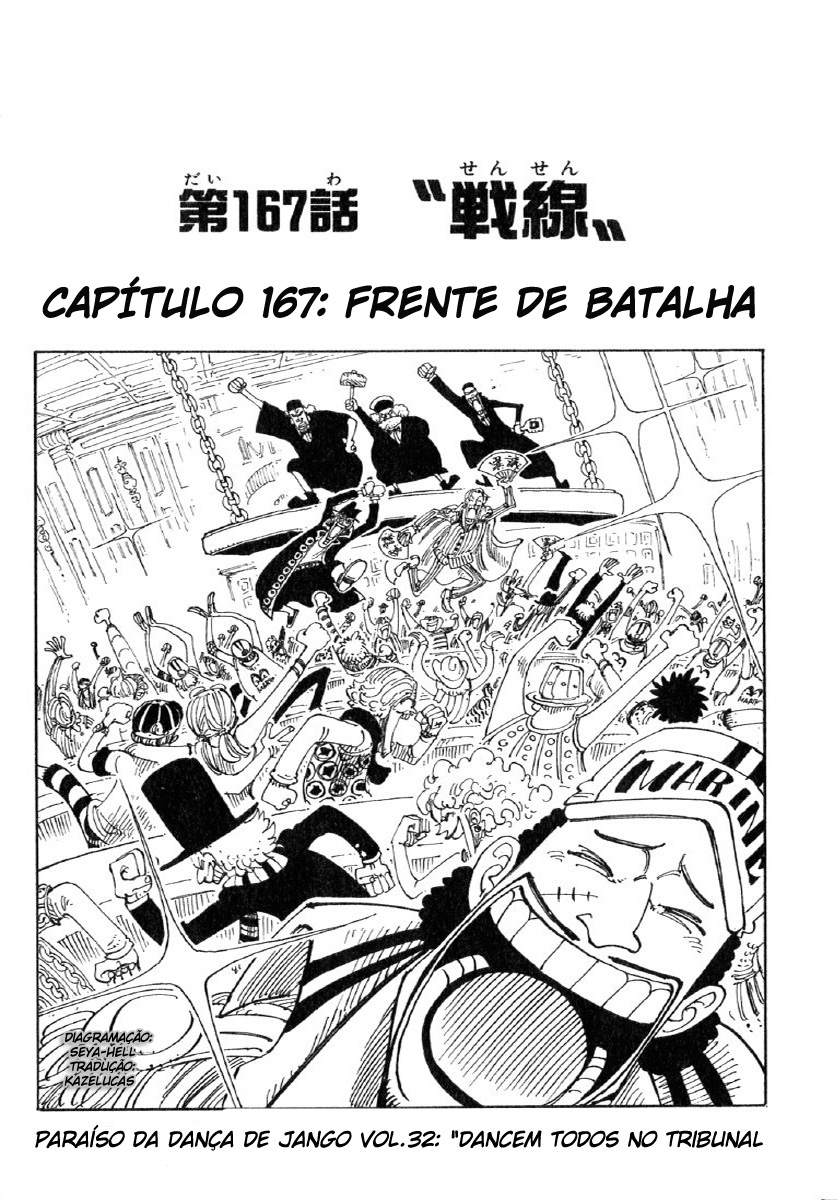 だい わ せん せん
第167話 〝戦線〟
CAPÍTULO 167: FRENTE DE BATALHA
MARINE
DIAGRAMAÇÃO:
SEYA-HELL
TRADUÇÃO:
KAZELUCAS
PARAÍSO DA DANÇA DE JANGO VOL.32: "DANCEM TODOS NO TRIBUNAL